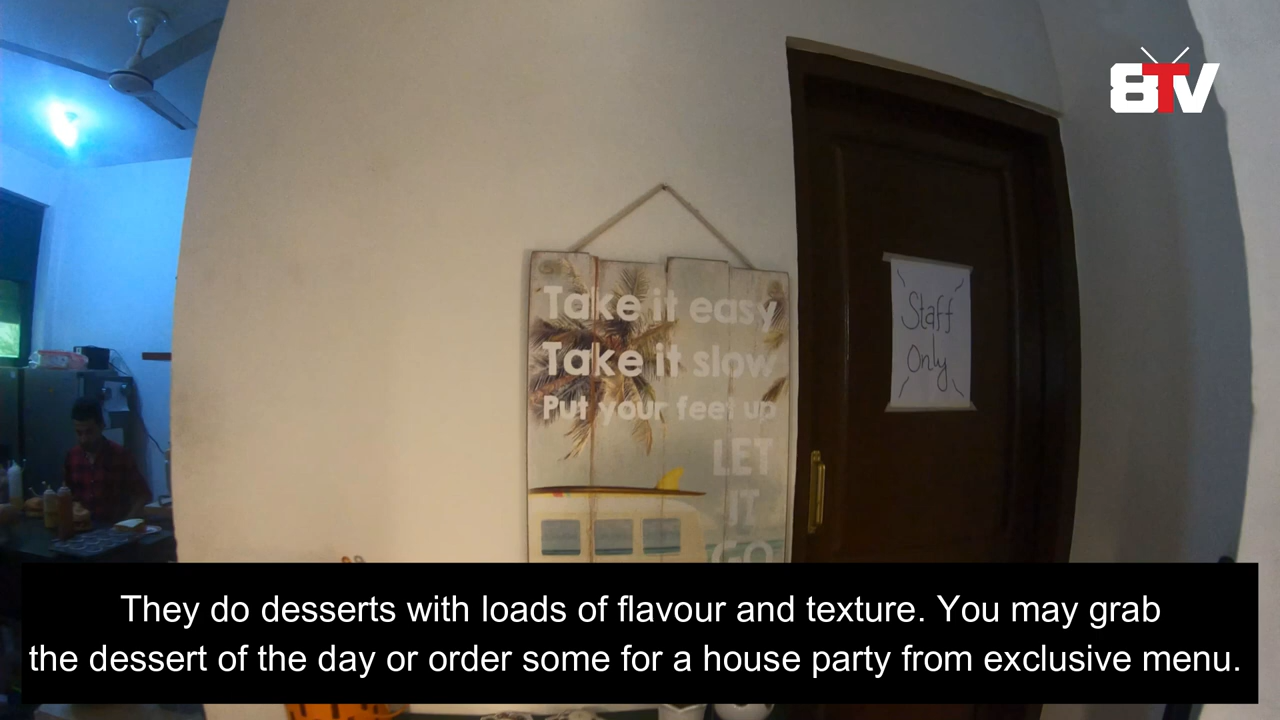 8TV
Take it easy
Take it slow
Put your feet up
LET
IT
GO
Staff
Only
They do desserts with loads of flavour and texture. You may grab
the dessert of the day or order some for a house party from exclusive menu.